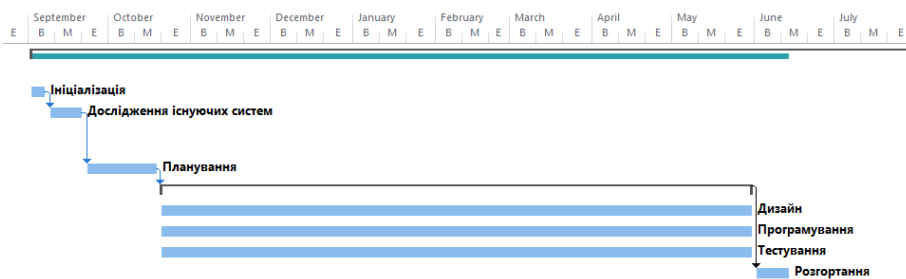 September October November December January February March April May June July
E B M E B M E B M E B M E B M E B M E B M E B M E B M E B M E B M E
Ініціалізація
Дослідження існуючих систем
Планування
Дизайн
Програмування
Тестування
Розгортання